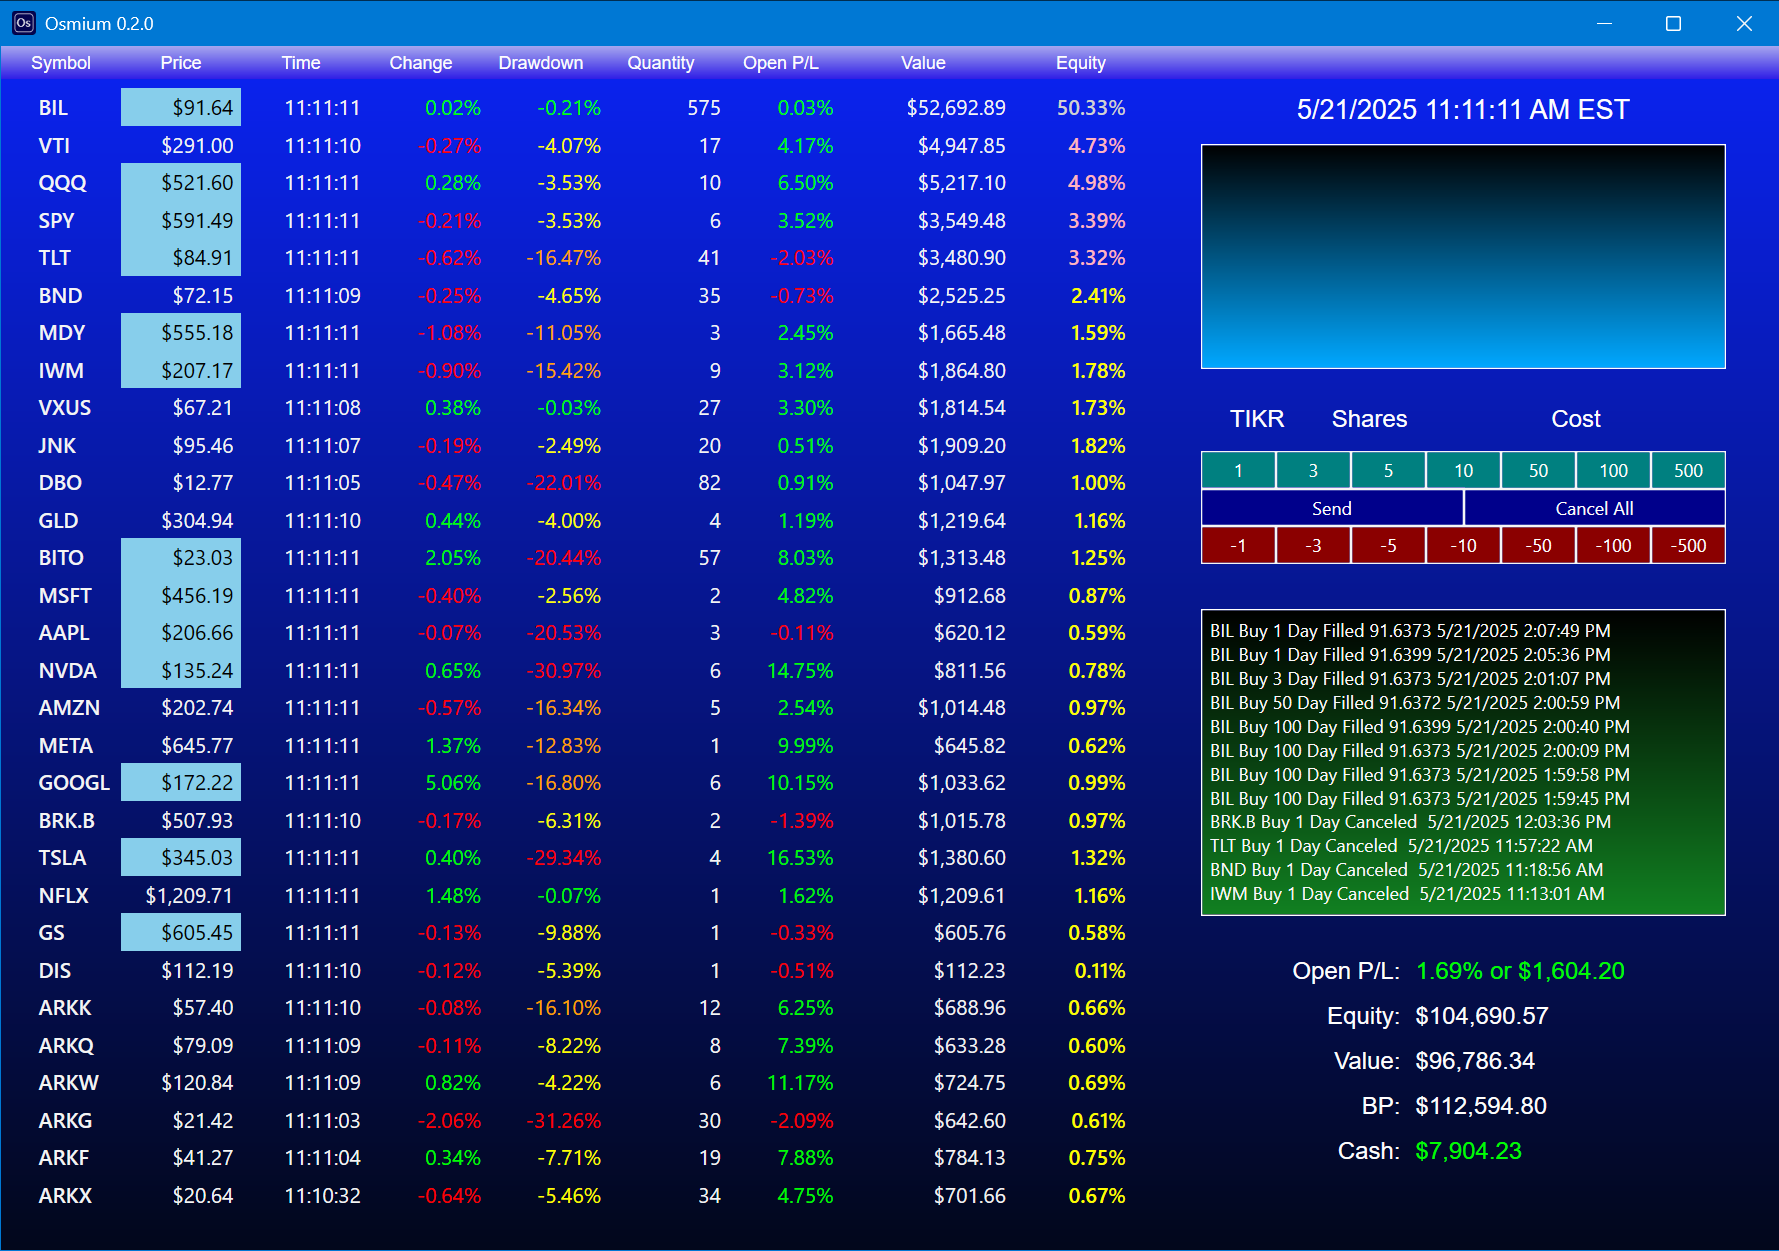 Os Osmium 0.2.0
Symbol Price Time Change Drawdown Quantity Open P/L Value Equity
BIL $91.64 11:11:11 0.02% -0.21% 575 0.03% $52,692.89 50.33%
VTI $291.00 11:11:10 -0.27% -4.07% 17 4.17% $4,947.85 4.73%
QQQ $521.60 11:11:11 0.28% -3.53% 10 6.50% $5,217.10 4.98%
SPY $591.49 11:11:11 -0.21% -3.53% 6 3.52% $3,549.48 3.39%
TLT $84.91 11:11:11 -0.62% -16.47% 41 -2.03% $3,480.90 3.32%
BND $72.15 11:11:09 -0.25% -4.65% 35 -0.73% $2,525.25 2.41%
MDY $555.18 11:11:11 -1.08% -11.05% 3 2.45% $1,665.48 1.59%
IWM $207.17 11:11:11 -0.90% -15.42% 9 3.12% $1,864.80 1.78%
VXUS $67.21 11:11:08 0.38% -0.03% 27 3.30% $1,814.54 1.73%
JNK $95.46 11:11:07 -0.19% -2.49% 20 0.51% $1,909.20 1.82%
DBO $12.77 11:11:05 -0.47% -22.01% 82 0.91% $1,047.97 1.00%
GLD $304.94 11:11:10 0.44% -4.00% 4 1.19% $1,219.64 1.16%
BITO $23.03 11:11:11 2.05% -20.44% 57 8.03% $1,313.48 1.25%
MSFT $456.19 11:11:11 -0.40% -2.56% 2 4.82% $912.68 0.87%
AAPL $206.66 11:11:11 -0.07% -20.53% 3 -0.11% $620.12 0.59%
NVDA $135.24 11:11:11 0.65% -30.97% 6 14.75% $811.56 0.78%
AMZN $202.74 11:11:11 -0.57% -16.34% 5 2.54% $1,014.48 0.97%
META $645.77 11:11:11 1.37% -12.83% 1 9.99% $645.82 0.62%
GOOGL $172.22 11:11:11 5.06% -16.80% 6 10.15% $1,033.62 0.99%
BRK.B $507.93 11:11:10 -0.17% -6.31% 2 -1.39% $1,015.78 0.97%
TSLA $345.03 11:11:11 0.40% -29.34% 4 16.53% $1,380.60 1.32%
NFLX $1,209.71 11:11:11 1.48% -0.07% 1 1.62% $1,209.61 1.16%
GS $605.45 11:11:11 -0.13% -9.88% 1 -0.33% $605.76 0.58%
DIS $112.19 11:11:10 -0.12% -5.39% 1 -0.51% $112.23 0.11%
ARKK $57.40 11:11:10 -0.08% -16.10% 12 6.25% $688.96 0.66%
ARKQ $79.09 11:11:09 -0.11% -8.22% 8 7.39% $633.28 0.60%
ARKW $120.84 11:11:09 0.82% -4.22% 6 11.17% $724.75 0.69%
ARKG $21.42 11:11:03 -2.06% -31.26% 30 -2.09% $642.60 0.61%
ARKF $41.27 11:11:04 0.34% -7.71% 19 7.88% $784.13 0.75%
ARKX $20.64 11:10:32 -0.64% -5.46% 34 4.75% $701.66 0.67%
5/21/2025 11:11:11 AM EST
TIKR Shares Cost
1 3 5 10 50 100 500
Send Cancel All
-1 -3 -5 -10 -50 -100 -500
BIL Buy 1 Day Filled 91.6373 5/21/2025 2:07:49 PM
BIL Buy 1 Day Filled 91.6399 5/21/2025 2:05:36 PM
BIL Buy 3 Day Filled 91.6373 5/21/2025 2:01:07 PM
BIL Buy 50 Day Filled 91.6372 5/21/2025 2:00:59 PM
BIL Buy 100 Day Filled 91.6399 5/21/2025 2:00:40 PM
BIL Buy 100 Day Filled 91.6373 5/21/2025 2:00:09 PM
BIL Buy 100 Day Filled 91.6373 5/21/2025 1:59:58 PM
BIL Buy 100 Day Filled 91.6373 5/21/2025 1:59:45 PM
BRK.B Buy 1 Day Canceled 5/21/2025 12:03:36 PM
TLT Buy 1 Day Canceled 5/21/2025 11:57:22 AM
BND Buy 1 Day Canceled 5/21/2025 11:18:56 AM
IWM Buy 1 Day Canceled 5/21/2025 11:13:01 AM
Open P/L: 1.69% or $1,604.20
Equity: $104,690.57
Value: $96,786.34
BP: $112,594.80
Cash: $7,904.23